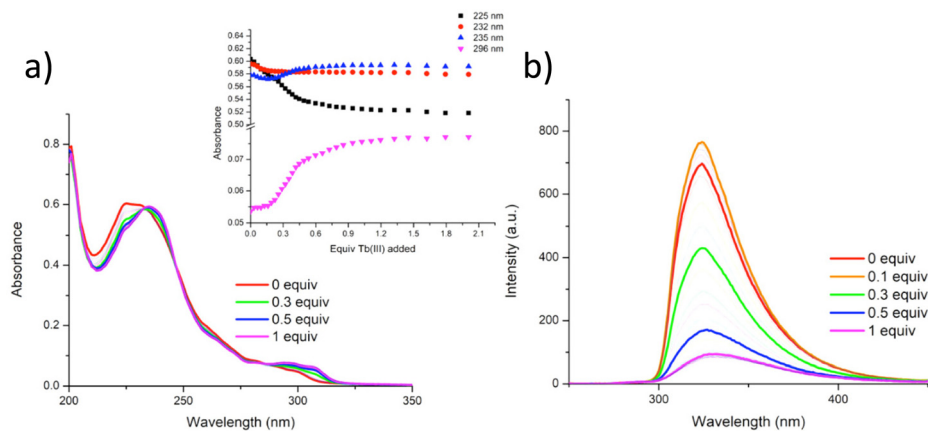 a)
225 nm
232 nm
235 nm
296 nm
0.64
0.62
0.60
0.58
0.56
0.54
0.52
0.50
0.07
0.06
0.05
Absorbance
0.0 0.3 0.6 0.9 1.2 1.5 1.8 2.1
Equiv Tb(III) added
0.8
0.6
0.4
0.2
0.0
Absorbance
0 equiv
0.3 equiv
0.5 equiv
1 equiv
200 250 300 350
Wavelength (nm)
b)
800
700
600
500
400
300
200
100
0
Intensity (a.u.)
0 equiv
0.1 equiv
0.3 equiv
0.5 equiv
1 equiv
300 400
Wavelength (nm)